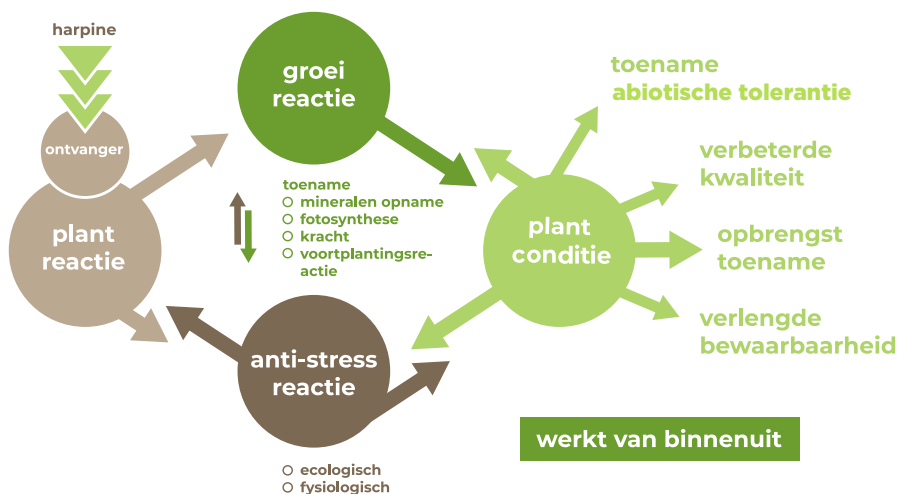 harpine
ontvanger
plant
reactie
groei
reactie
toename
mineralen opname
fotosynthese
kracht
voortplantingsre-
actie
anti-stress
reactie
ecologisch
fysiologisch
plant
conditie
toename
abiotische tolerantie
verbeterde
kwaliteit
opbrengst
toename
verlengde
bewaarbaarheid
werkt van binnenuit